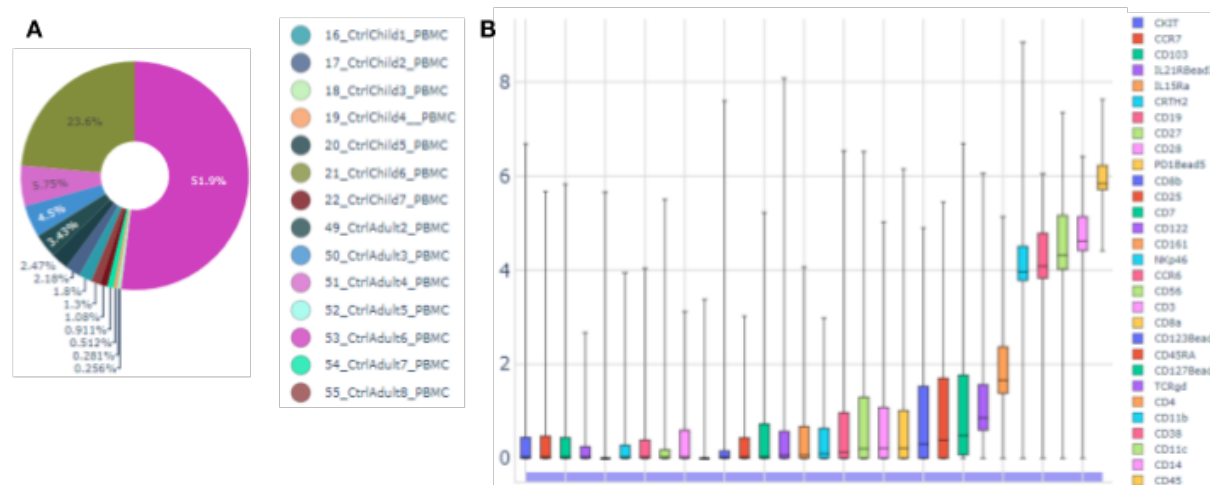 A
23.6%
51.9%
5.75%
4.5%
3.43%
2.47%
2.18%
1.8%
1.3%
1.08%
0.911%
0.512%
0.281%
0.256%
16_CtrlChild1_PBMC
17_CtrlChild2_PBMC
18_CtrlChild3_PBMC
19_CtrlChild4__PBMC
20_CtrlChild5_PBMC
21_CtrlChild6_PBMC
22_CtrlChild7_PBMC
49_CtrlAdult2_PBMC
50_CtrlAdult3_PBMC
51_CtrlAdult4_PBMC
52_CtrlAdult5_PBMC
53_CtrlAdult6_PBMC
54_CtrlAdult7_PBMC
55_CtrlAdult8_PBMC
B
8
6
4
2
0
CKIT
CCR7
CD103
IL21RBead
IL15Ra
CRTH2
CD19
CD27
CD28
PD1Bead5
CD8b
CD25
CD7
CD122
CD161
NKp46
CCR6
CD56
CD3
CD8a
CD123Bead
CD45RA
CD127Bead
TCRgd
CD4
CD11b
CD38
CD11c
CD14
CD45